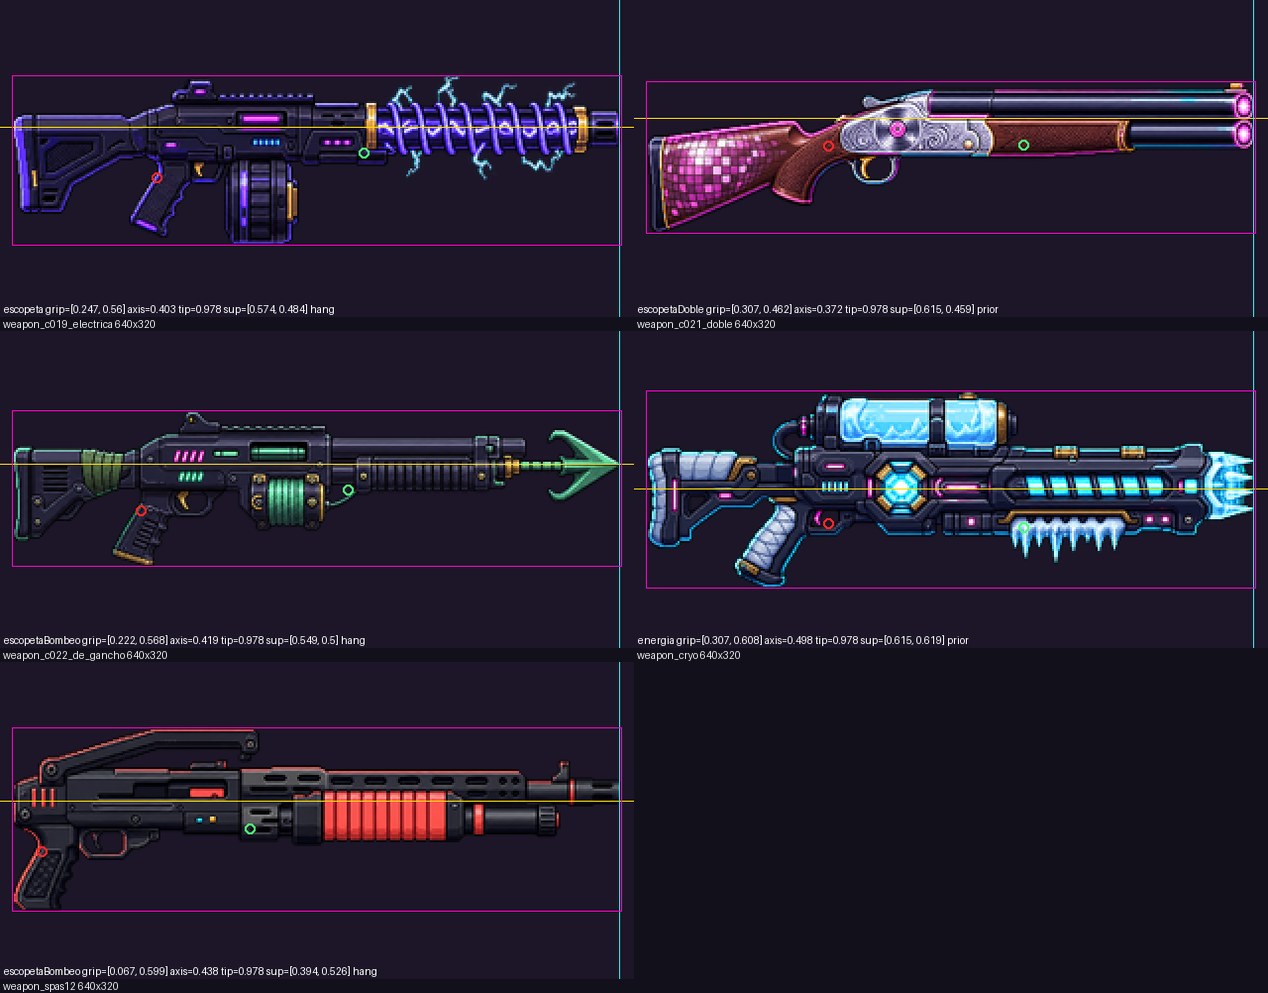 escopeta grip=[0.247, 0.56] axis=0.403 tip=0.978 sup=[0.574, 0.484] hang
weapon_c019_electrica 640x320
escopetaDoble grip=[0.307, 0.462] axis=0.372 tip=0.978 sup=[0.615, 0.459] prior
weapon_c021_doble 640x320
escopetaBombeo grip=[0.222, 0.568] axis=0.419 tip=0.978 sup=[0.549, 0.5] hang
weapon_c022_de_gancho 640x320
energia grip=[0.307, 0.608] axis=0.498 tip=0.978 sup=[0.615, 0.619] prior
weapon_cryo 640x320
escopetaBombeo grip=[0.067, 0.599] axis=0.438 tip=0.978 sup=[0.394, 0.526] hang
weapon_spas12 640x320